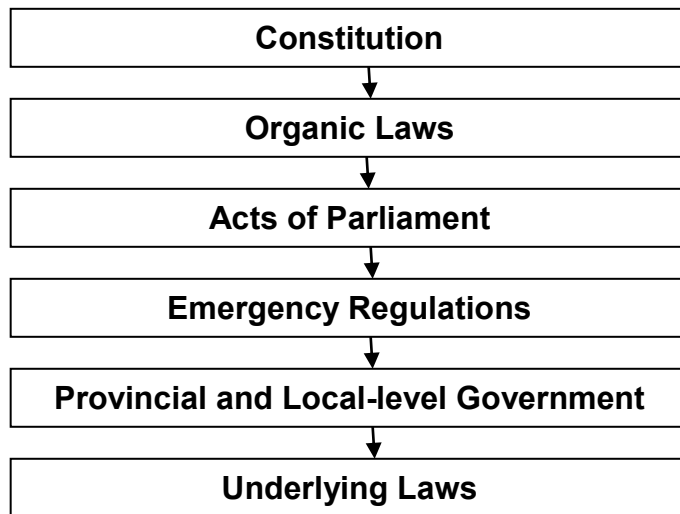 Constitution
Organic Laws
Acts of Parliament
Emergency Regulations
Provincial and Local-level Government
Underlying Laws